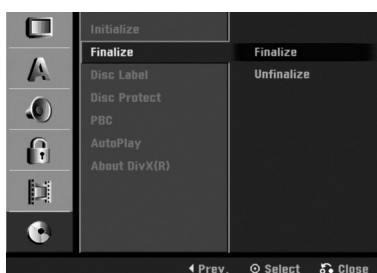 Initialize
Finalize
Disc Label
Disc Protect
PBC
AutoPlay
About DivX(R)
Finalize
Unfinalize
Prev. Select Close